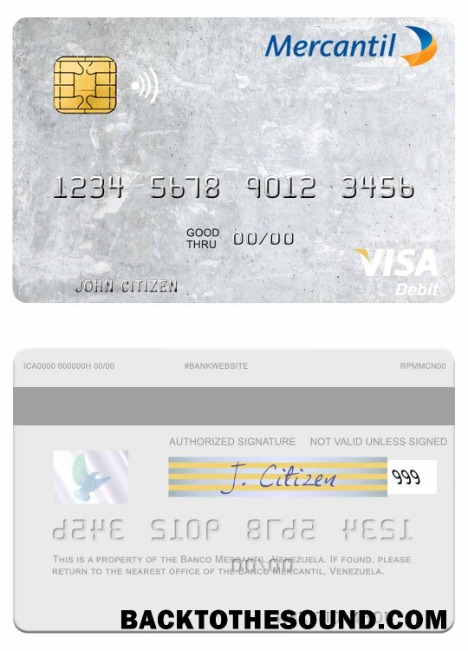 Mercantil
1234 5678 9012 3456
GOOD
THRU 00/00
VISA
Debit
JOHN CITIZEN
ICA0000 000000H 00/00 #BANKWEBSITE RPMMCN00
AUTHORIZED SIGNATURE NOT VALID UNLESS SIGNED
J. Citizen 999
THIS IS A PROPERTY OF THE BANCO MERCANTIL, VENEZUELA. IF FOUND, PLEASE
RETURN TO THE NEAREST OFFICE OF THE BANCO MERCANTIL, VENEZUELA.
BACKTOTHESOUND.COM